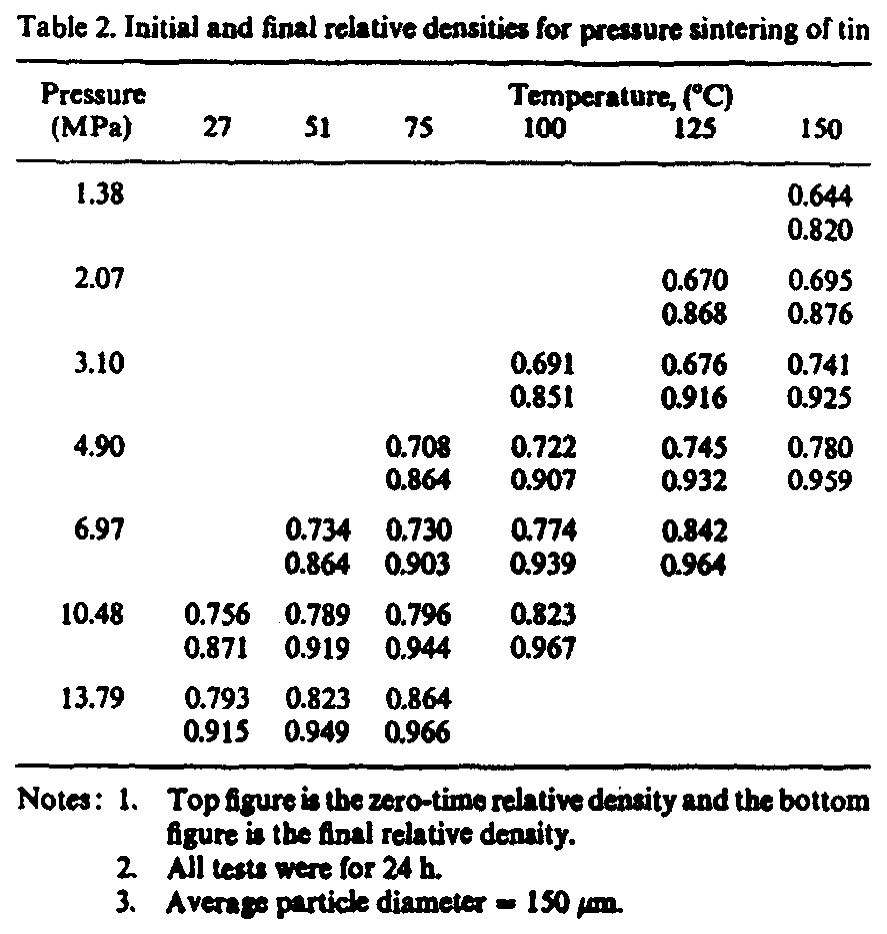 Table 2. Initial and final relative densities for pressure sintering of tin
Pressure Temperature, (°C)
(MPa) 27 51 75 100 125 150
1.38 0.644
0.820
2.07 0.670 0.695
0.868 0.876
3.10 0.691 0.676 0.741
0.851 0.916 0.925
4.90 0.708 0.722 0.745 0.780
0.864 0.907 0.932 0.959
6.97 0.734 0.730 0.774 0.842
0.864 0.903 0.939 0.964
10.48 0.756 0.789 0.796 0.823
0.871 0.919 0.944 0.967
13.79 0.793 0.823 0.864
0.915 0.949 0.966
Notes: 1. Top figure is the zero-time relative density and the bottom
figure is the final relative density.
2. All tests were for 24 h.
3. Average particle diameter = 150 μm.